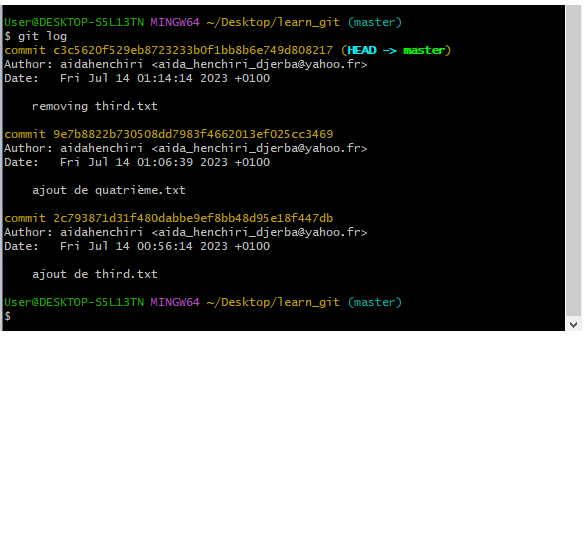 User@DESKTOP-S5L13TN MINGW64 ~/Desktop/learn_git (master)
$ git log
commit c3c5620f529eb8723233b0f1bb8b6e749d808217 (HEAD -> master)
Author: aidahenchiri <aida_henchiri_djerba@yahoo.fr>
Date:   Fri Jul 14 01:14:14 2023 +0100
    removing third.txt
commit 9e7b8822b730508dd7983f4662013ef025cc3469
Author: aidahenchiri <aida_henchiri_djerba@yahoo.fr>
Date:   Fri Jul 14 01:06:39 2023 +0100
    ajout de quatrième.txt
commit 2c793871d31f480dabbe9ef8bb48d95e18f447db
Author: aidahenchiri <aida_henchiri_djerba@yahoo.fr>
Date:   Fri Jul 14 00:56:14 2023 +0100
    ajout de third.txt
User@DESKTOP-S5L13TN MINGW64 ~/Desktop/learn_git (master)
$